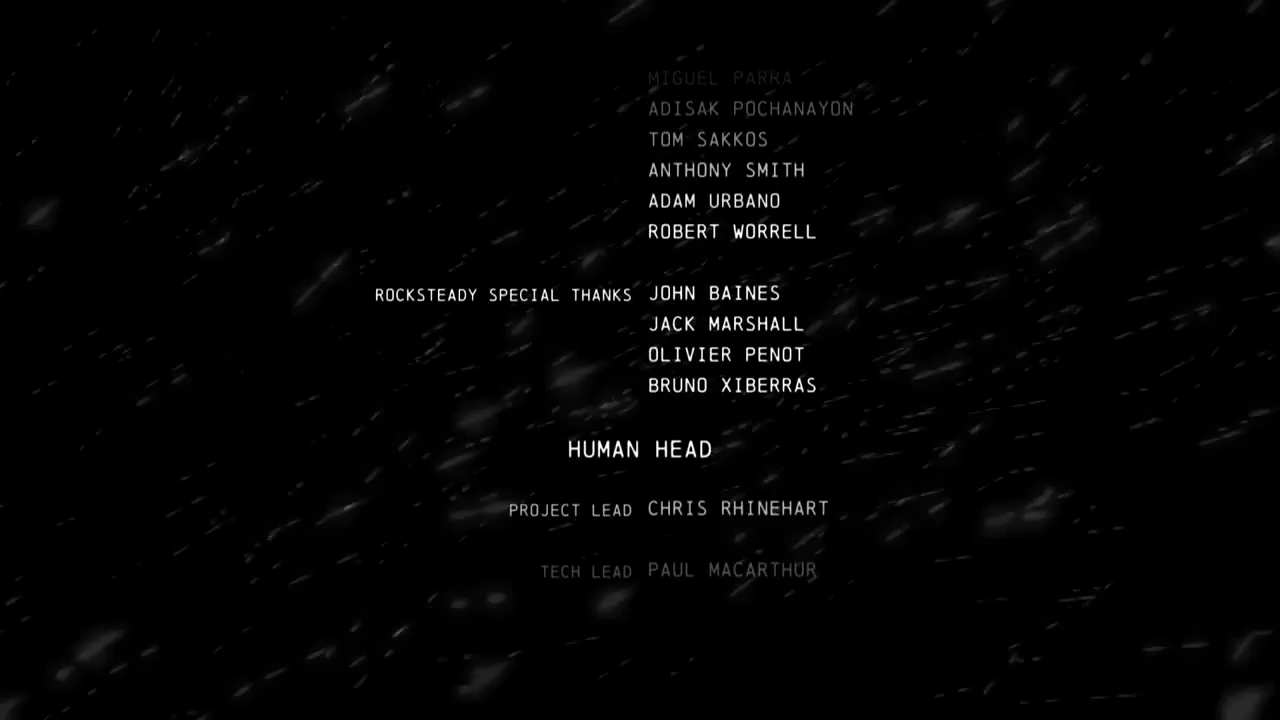 MIGUEL PARRA
ADISAK POCHANAYON
TOM SAKKOS
ANTHONY SMITH
ADAM URBANO
ROBERT WORRELL
ROCKSTEADY SPECIAL THANKS JOHN BAINES
JACK MARSHALL
OLIVIER PENOT
BRUNO XIBERRAS
HUMAN HEAD
PROJECT LEAD CHRIS RHINEHART
TECH LEAD PAUL MACARTHUR